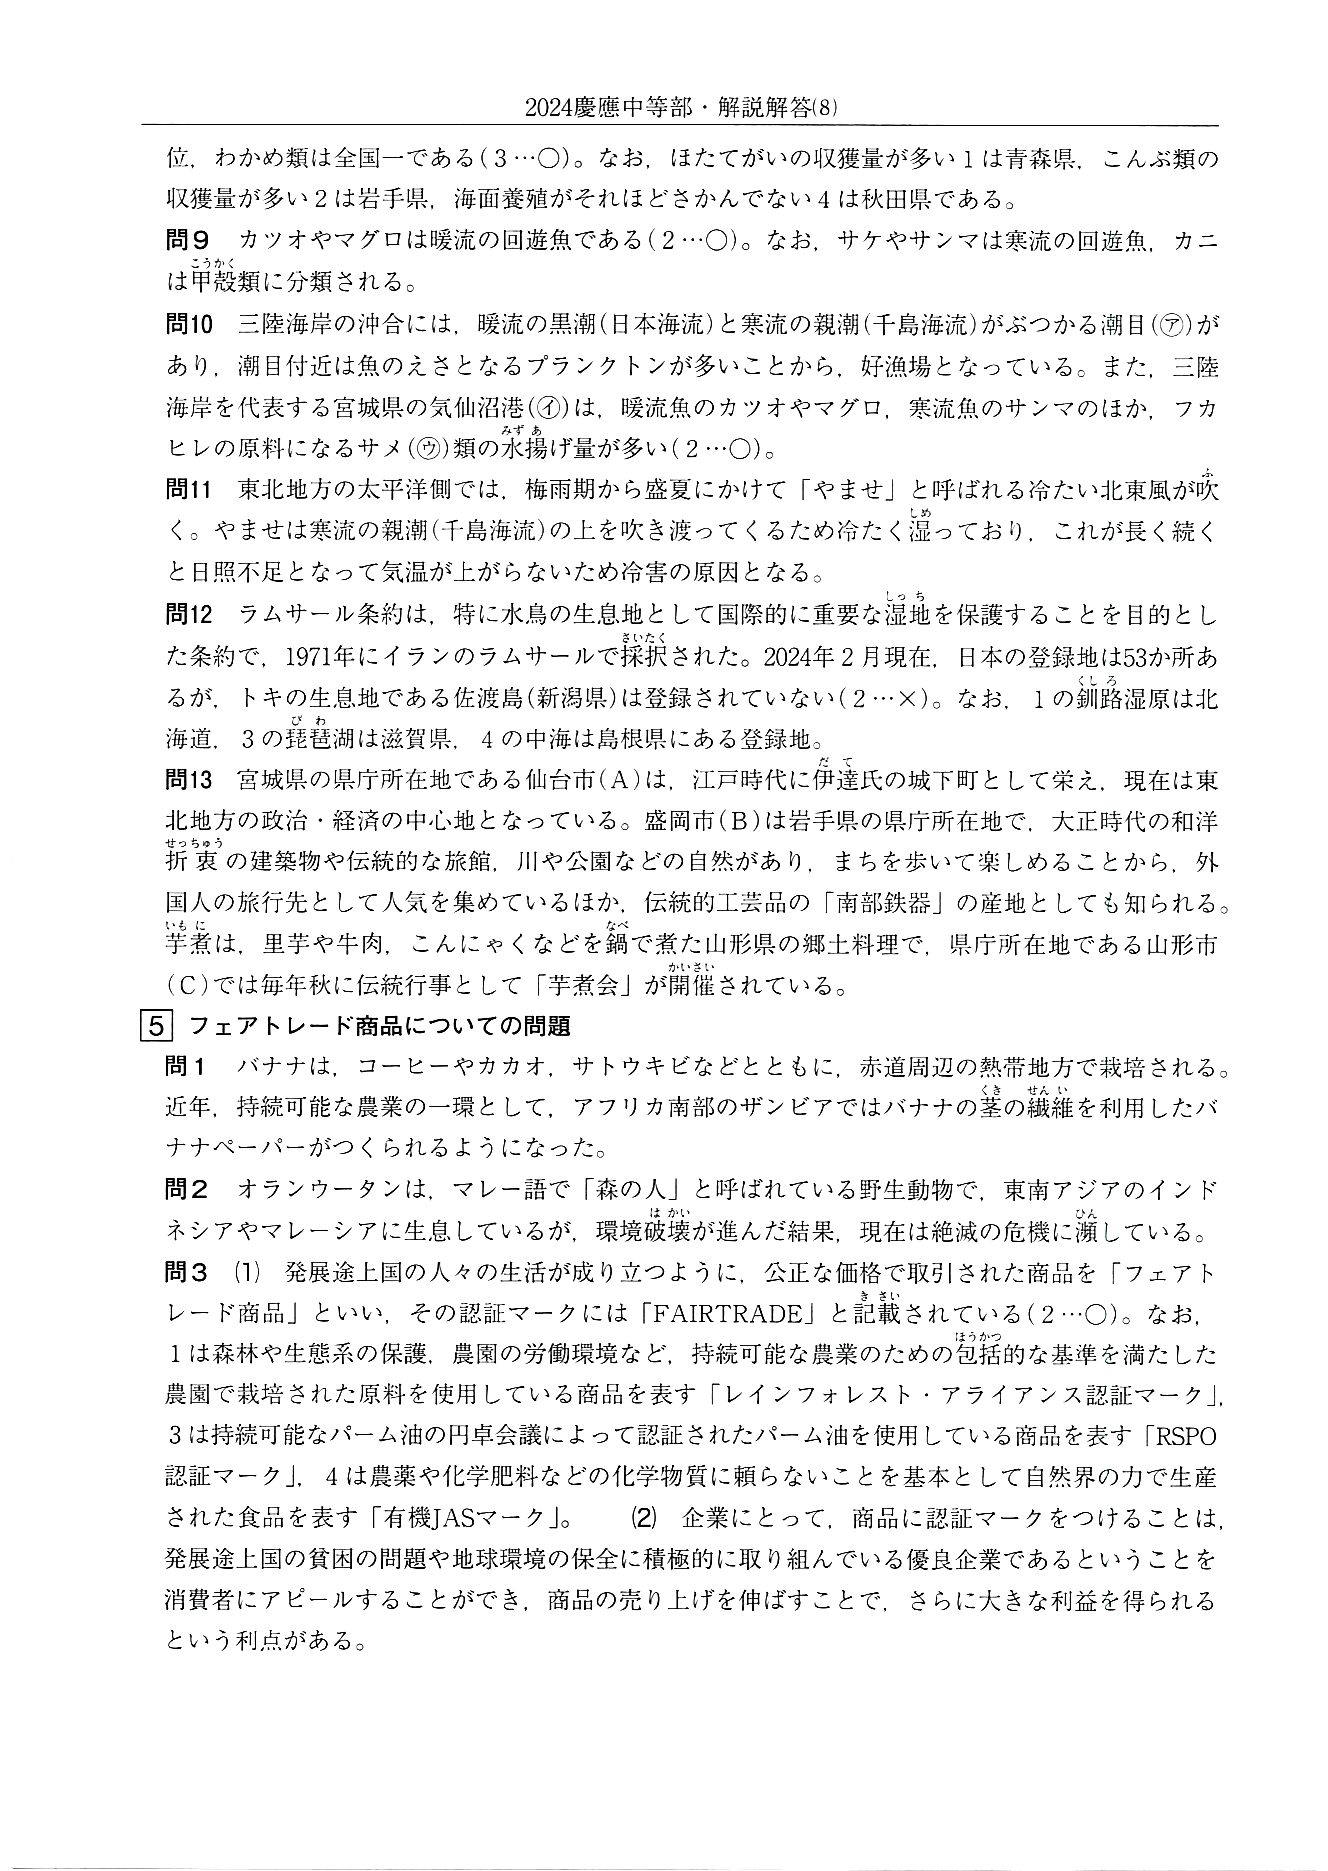 2024慶應中等部・解説解答(8)
位，わかめ類は全国一である(3…○)。なお，ほたてがいの収獲量が多い1は青森県，こんぶ類の
収獲量が多い2は岩手県，海面養殖がそれほどさかんでない4は秋田県である。
問9　カツオやマグロは暖流の回遊魚である(2…○)。なお，サケやサンマは寒流の回遊魚，カニ
こうかく
は甲殻類に分類される。
問10　三陸海岸の沖合には，暖流の黒潮(日本海流)と寒流の親潮(千島海流)がぶつかる潮目(㋐)が
あり，潮目付近は魚のえさとなるプランクトンが多いことから，好漁場となっている。また，三陸
海岸を代表する宮城県の気仙沼港(㋑)は，暖流魚のカツオやマグロ，寒流魚のサンマのほか，フカ
みずあ
ヒレの原料になるサメ(㋒)類の水揚げ量が多い(2…○)。
ふ
問11　東北地方の太平洋側では，梅雨期から盛夏にかけて「やませ」と呼ばれる冷たい北東風が吹
しめ
く。やませは寒流の親潮(千島海流)の上を吹き渡ってくるため冷たく湿っており，これが長く続く
と日照不足となって気温が上がらないため冷害の原因となる。
しっち
問12　ラムサール条約は，特に水鳥の生息地として国際的に重要な湿地を保護することを目的とし
さいたく
た条約で，1971年にイランのラムサールで採択された。2024年2月現在，日本の登録地は53か所あ
くしろ
るが，トキの生息地である佐渡島(新潟県)は登録されていない(2…×)。なお，1の釧路湿原は北
びわ
海道，3の琵琶湖は滋賀県，4の中海は島根県にある登録地。
だて
問13　宮城県の県庁所在地である仙台市(A)は，江戸時代に伊達氏の城下町として栄え，現在は東
北地方の政治・経済の中心地となっている。盛岡市(B)は岩手県の県庁所在地で，大正時代の和洋
せっちゅう
折衷の建築物や伝統的な旅館，川や公園などの自然があり，まちを歩いて楽しめることから，外
国人の旅行先として人気を集めているほか，伝統的工芸品の「南部鉄器」の産地としても知られる。
いもに　なべ
芋煮は，里芋や牛肉，こんにゃくなどを鍋で煮た山形県の郷土料理で，県庁所在地である山形市
かいさい
(C)では毎年秋に伝統行事として「芋煮会」が開催されている。
5　フェアトレード商品についての問題
問1　バナナは，コーヒーやカカオ，サトウキビなどとともに，赤道周辺の熱帯地方で栽培される。
くき　せんい
近年，持続可能な農業の一環として，アフリカ南部のザンビアではバナナの茎の繊維を利用したバ
ナナペーパーがつくられるようになった。
問2　オランウータンは，マレー語で「森の人」と呼ばれている野生動物で，東南アジアのインド
はかい　ひん
ネシアやマレーシアに生息しているが，環境破壊が進んだ結果，現在は絶滅の危機に瀕している。
問3　(1)　発展途上国の人々の生活が成り立つように，公正な価格で取引された商品を「フェアト
きさい
レード商品」といい，その認証マークには「FAIRTRADE」と記載されている(2…○)。なお，
ほうかつ
1は森林や生態系の保護，農園の労働環境など，持続可能な農業のための包括的な基準を満たした
農園で栽培された原料を使用している商品を表す「レインフォレスト・アライアンス認証マーク」，
3は持続可能なパーム油の円卓会議によって認証されたパーム油を使用している商品を表す「RSPO
認証マーク」，4は農薬や化学肥料などの化学物質に頼らないことを基本として自然界の力で生産
された食品を表す「有機JASマーク」。　(2)　企業にとって，商品に認証マークをつけることは，
発展途上国の貧困の問題や地球環境の保全に積極的に取り組んでいる優良企業であるということを
消費者にアピールすることができ，商品の売り上げを伸ばすことで，さらに大きな利益を得られる
という利点がある。